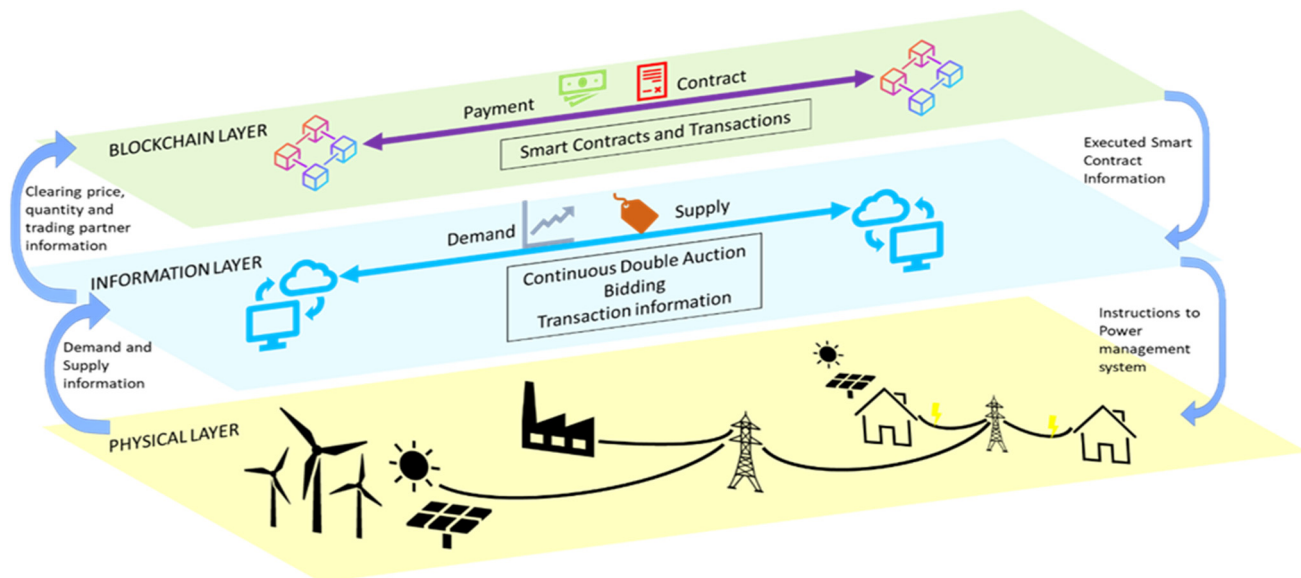 Payment
Contract
BLOCKCHAIN LAYER
Smart Contracts and Transactions
Clearing price,
quantity and
trading partner
information
Executed Smart
Contract
Information
Demand
Supply
INFORMATION LAYER
Continuous Double Auction
Bidding
Transaction information
Demand and
Supply
information
Instructions to
Power
management
system
PHYSICAL LAYER